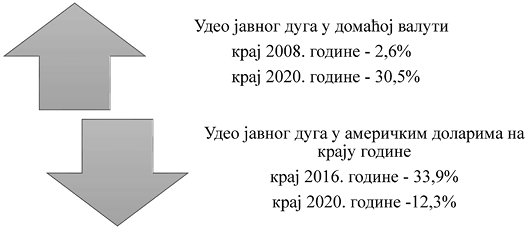 Удео јавног дуга у домаћој валути
крај 2008. године - 2,6%
крај 2020. године - 30,5%
Удео јавног дуга у америчким доларима на
крају године
крај 2016. године - 33,9%
крај 2020. године -12,3%